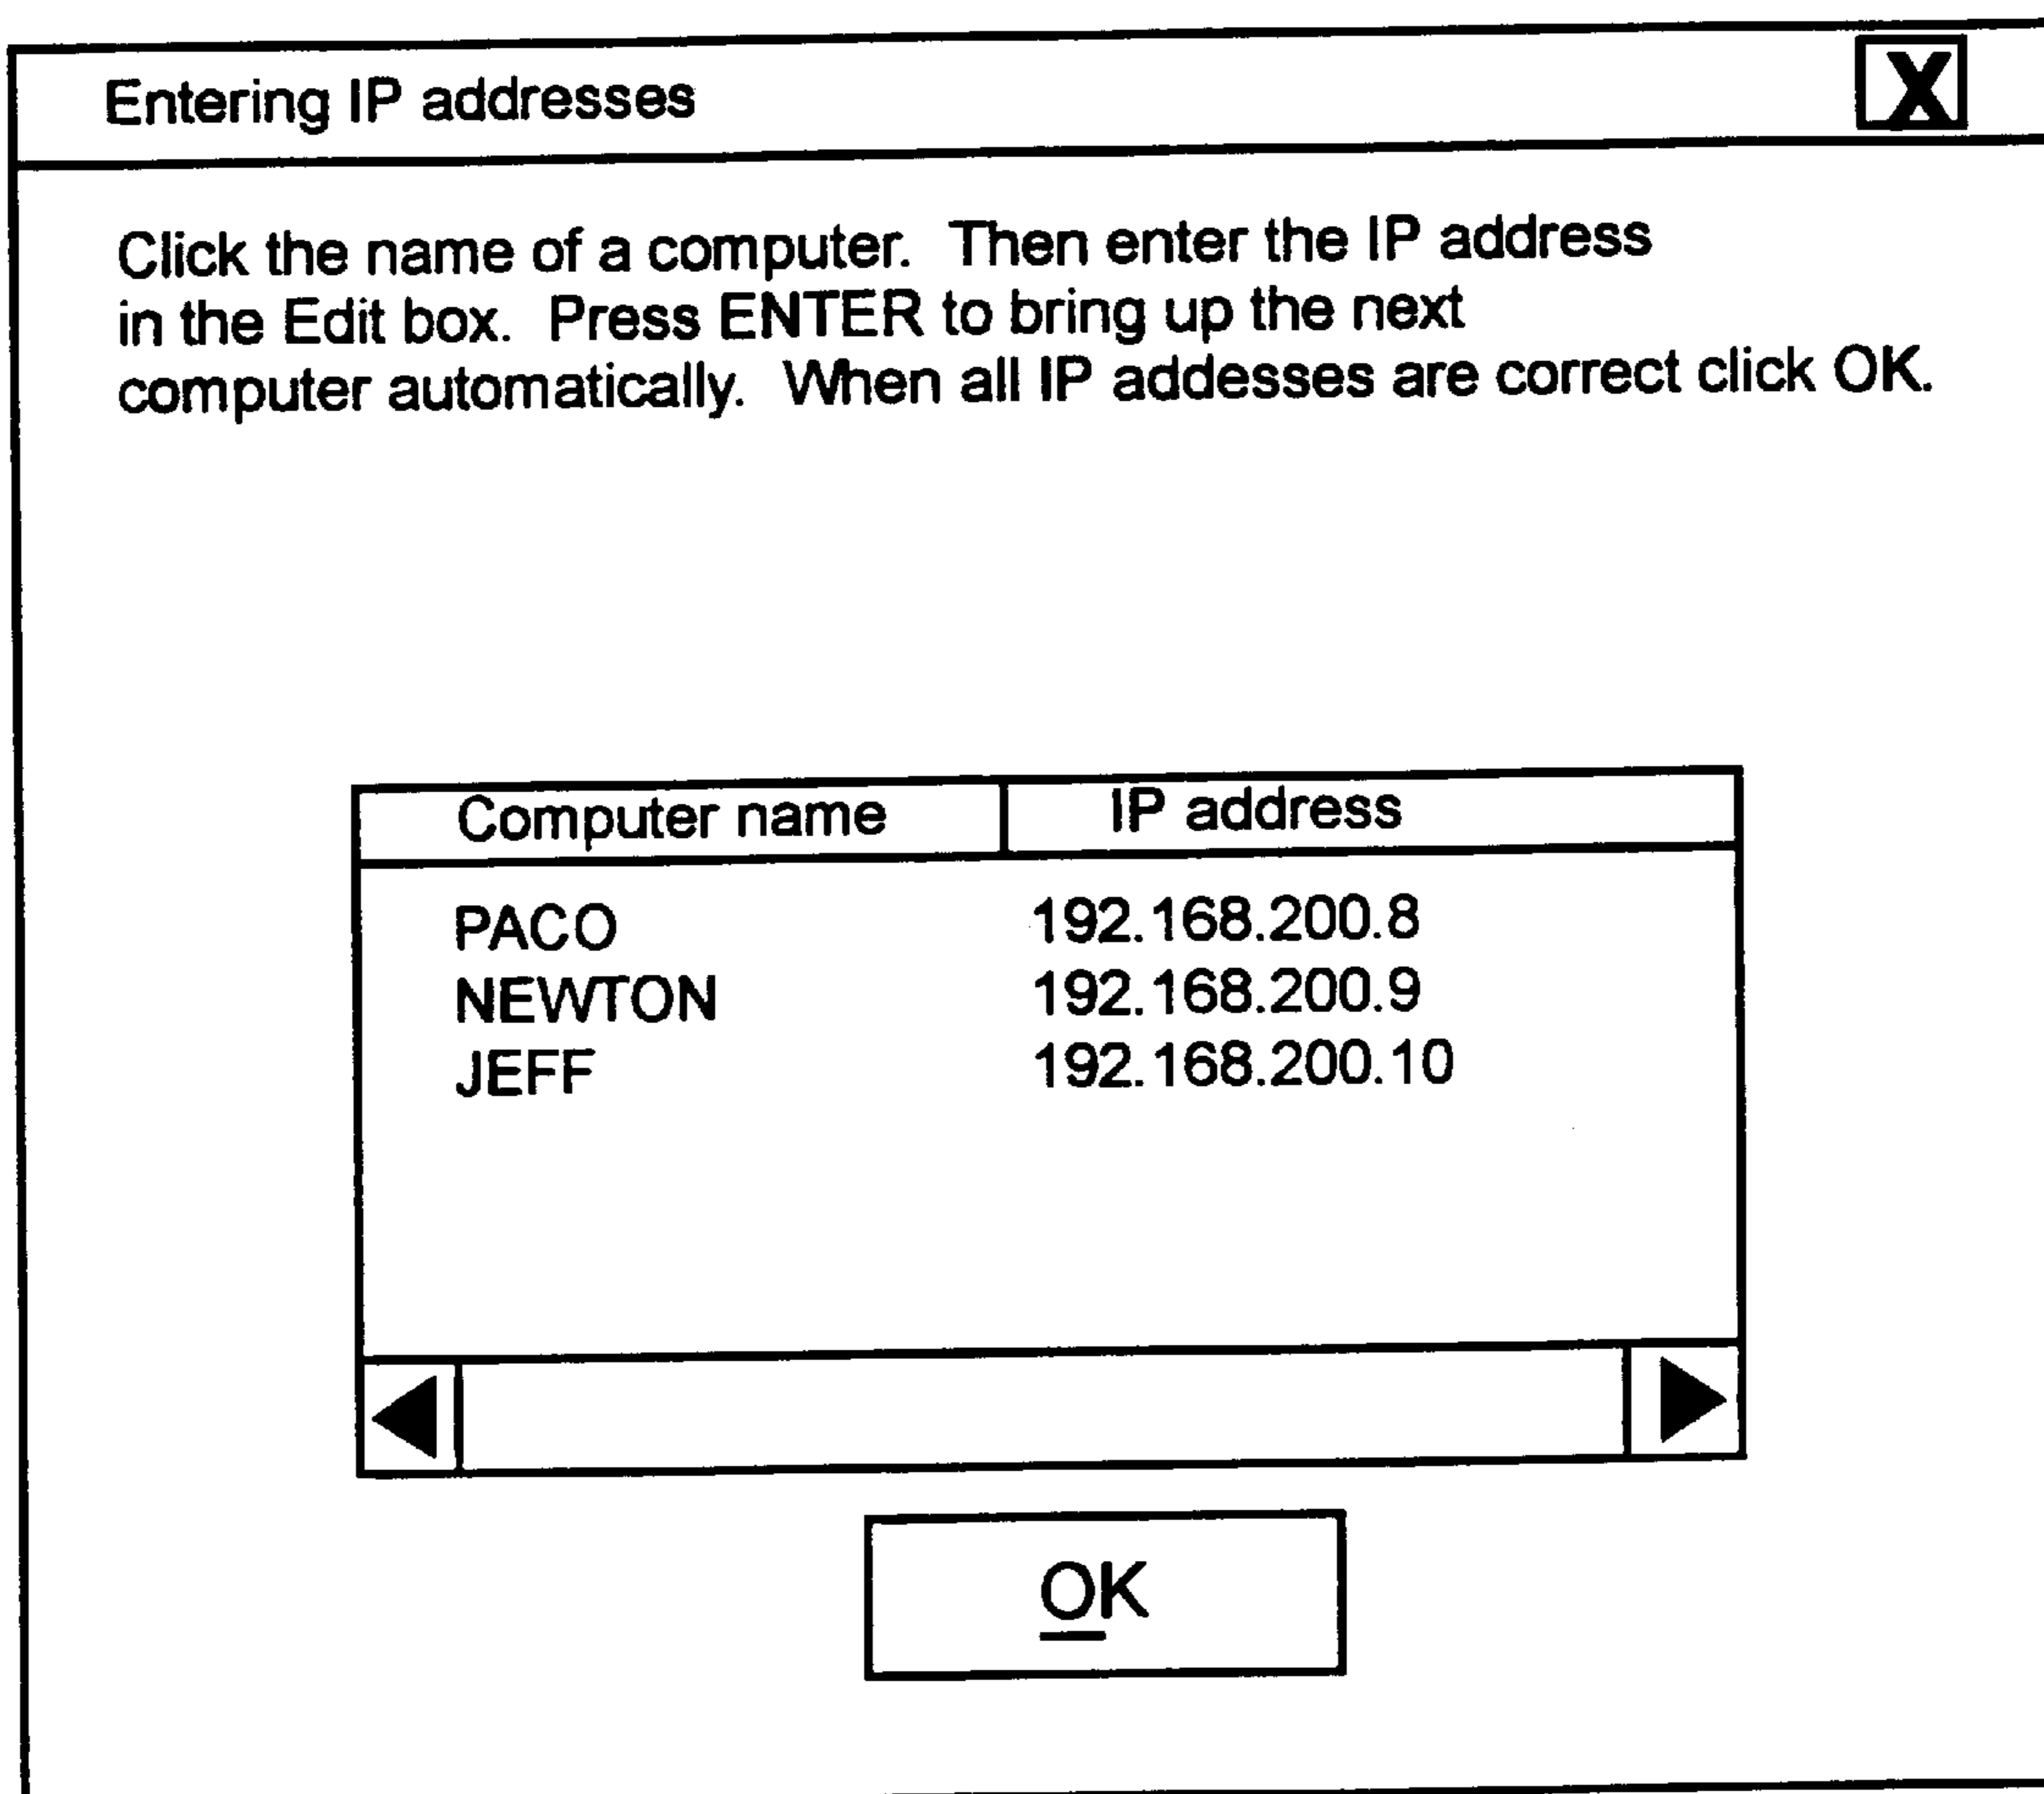 Entering IP addresses X
Click the name of a computer. Then enter the IP address
in the Edit box. Press ENTER to bring up the next
computer automatically. When all IP addesses are correct click OK.
Computer name IP address
PACO 192.168.200.8
NEWTON 192.168.200.9
JEFF 192.168.200.10
OK